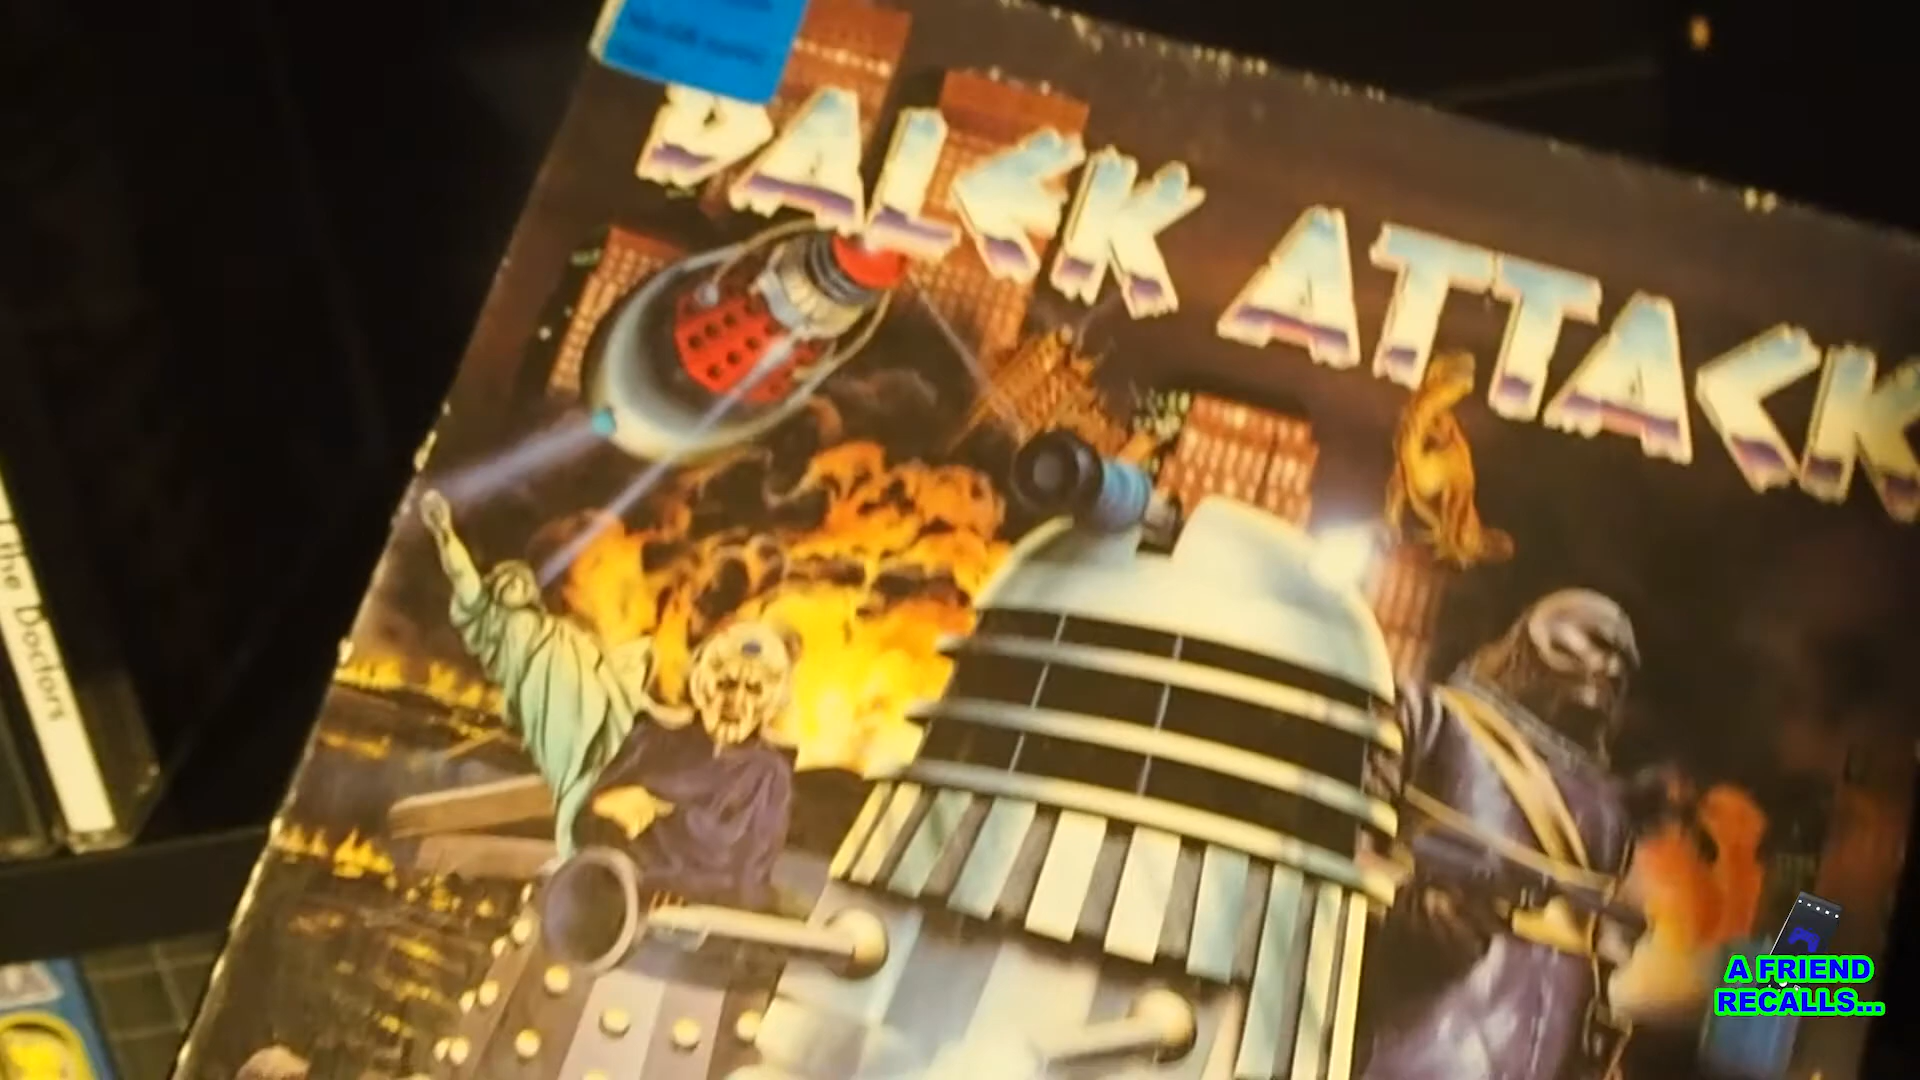 DALEK ATTACK
the Doctors
A FRIEND
RECALLS...